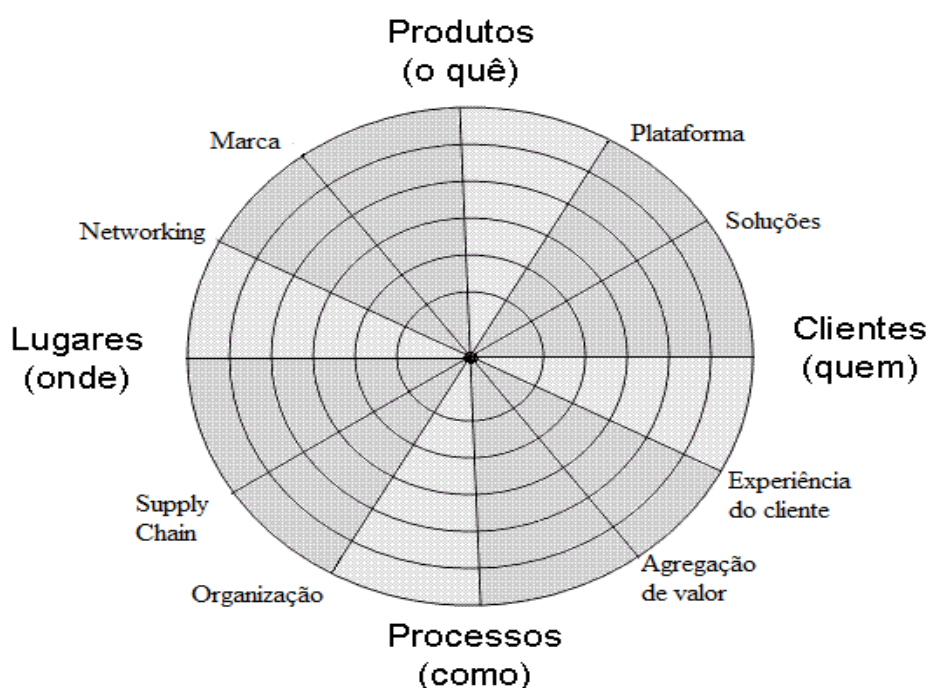 Produtos
(o quê)
Marca
Plataforma
Networking
Soluções
Lugares
(onde)
Clientes
(quem)
Supply
Chain
Experiência
do cliente
Organização
Agregação
de valor
Processos
(como)